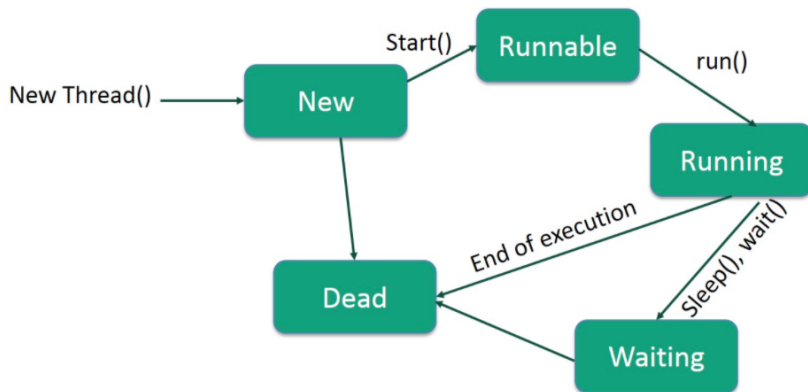 Start()
Runnable
run()
New Thread()
New
Running
End of execution
Sleep(), wait()
Dead
Waiting